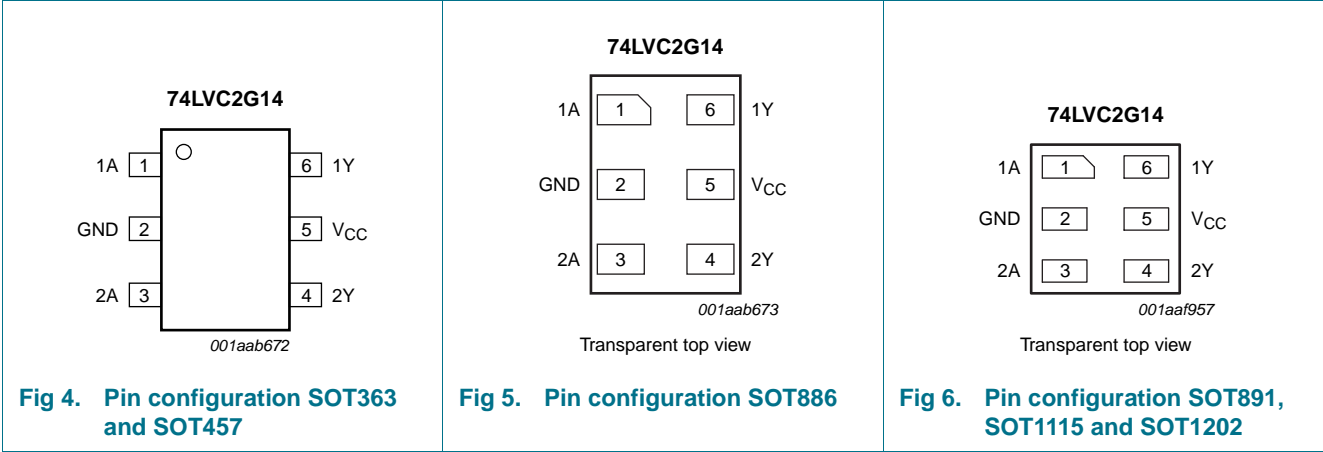 74LVC2G14
1A 1 6 1Y
GND 2 5 VCC
2A 3 4 2Y
001aab672
Fig 4. Pin configuration SOT363
and SOT457
74LVC2G14
1A 1 6 1Y
GND 2 5 VCC
2A 3 4 2Y
001aab673
Transparent top view
Fig 5. Pin configuration SOT886
74LVC2G14
1A 1 6 1Y
GND 2 5 VCC
2A 3 4 2Y
001aaf957
Transparent top view
Fig 6. Pin configuration SOT891,
SOT1115 and SOT1202